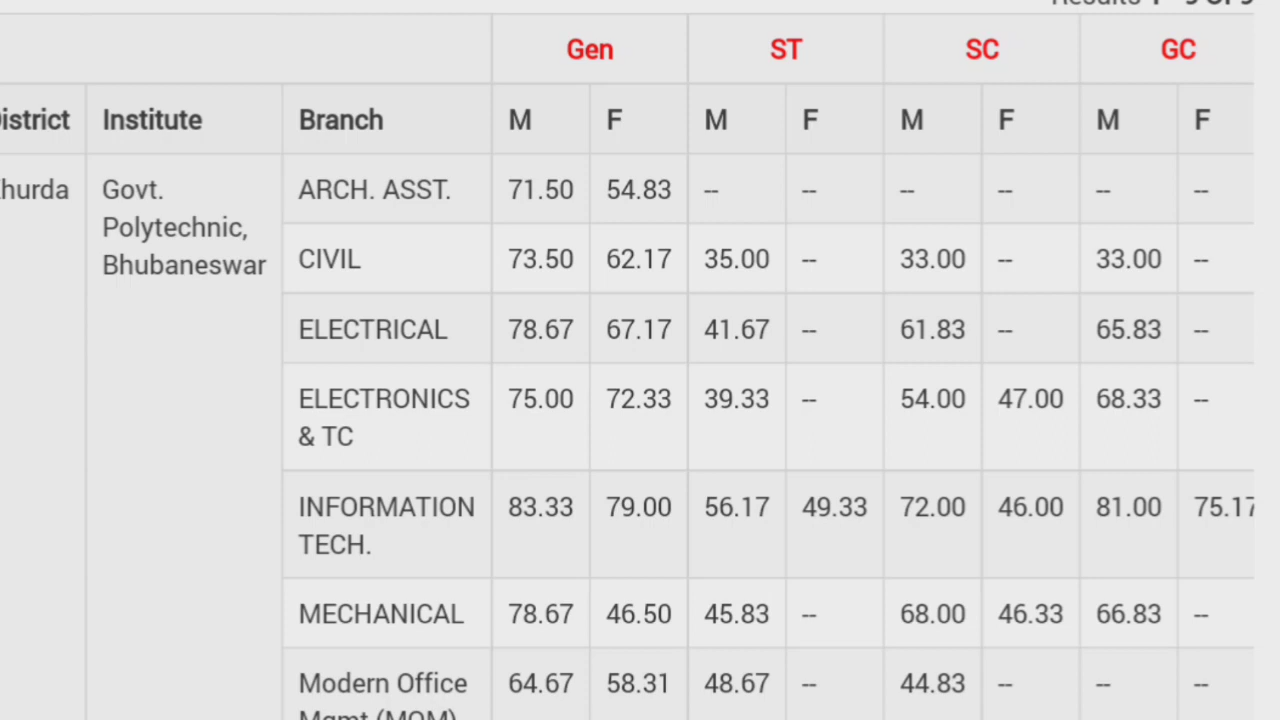 Gen ST SC GC
District Institute Branch M F M F M F M F
Khurda Govt. Polytechnic, Bhubaneswar ARCH. ASST. 71.50 54.83 -- -- -- -- -- --
CIVIL 73.50 62.17 35.00 -- 33.00 -- 33.00 --
ELECTRICAL 78.67 67.17 41.67 -- 61.83 -- 65.83 --
ELECTRONICS & TC 75.00 72.33 39.33 -- 54.00 47.00 68.33 --
INFORMATION TECH. 83.33 79.00 56.17 49.33 72.00 46.00 81.00 75.17
MECHANICAL 78.67 46.50 45.83 -- 68.00 46.33 66.83 --
Modern Office Mgmt (MOM) 64.67 58.31 48.67 -- 44.83 -- -- --